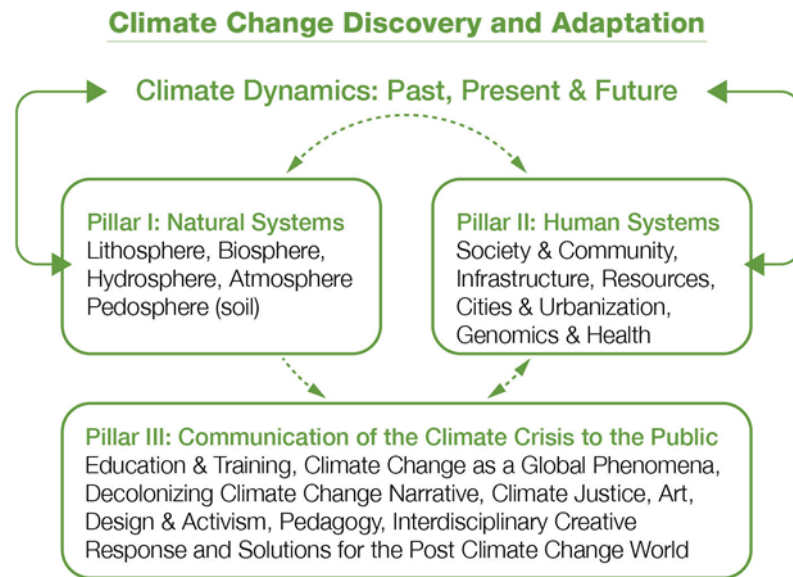 Climate Change Discovery and Adaptation
Climate Dynamics: Past, Present & Future
Pillar I: Natural Systems
Lithosphere, Biosphere,
Hydrosphere, Atmosphere
Pedosphere (soil)
Pillar II: Human Systems
Society & Community,
Infrastructure, Resources,
Cities & Urbanization,
Genomics & Health
Pillar III: Communication of the Climate Crisis to the Public
Education & Training, Climate Change as a Global Phenomena,
Decolonizing Climate Change Narrative, Climate Justice, Art,
Design & Activism, Pedagogy, Interdisciplinary Creative
Response and Solutions for the Post Climate Change World